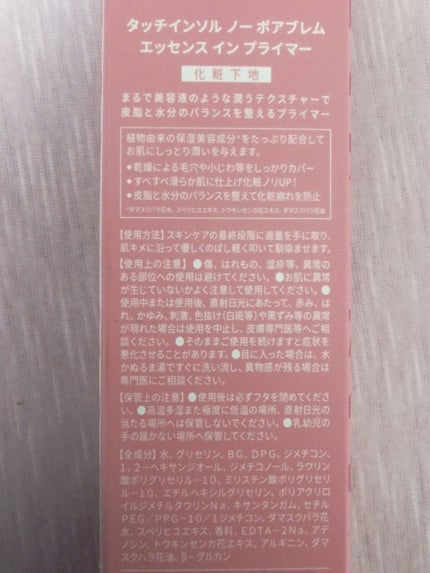 タッチインソル ノー ポアブレム
エッセンス イン プライマー
化粧下地
まるで美容液のような潤うテクスチャーで
皮脂と水分のバランスを整えるプライマー
植物由来の保湿美容成分*をたっぷり配合して
お肌にしっとり潤いを与えます。
◆乾燥による毛穴や小じわ等をしっかりカバー
◆すべすべ滑らか肌に仕上げ化粧ノリUP!
◆皮脂と水分のバランスを整えて化粧崩れを防止
*ダマスクバラ花水、スベリヒユエキス、トウキンセンカ花エキス、ダマスクバラ花油
【使用方法】スキンケアの最終段階に適量を手に取り、
肌キメに沿って優しくのばし軽く叩いて馴染ませます。
【使用上の注意】●傷、はれもの、湿疹等、異常の
ある部位への使用は避けてください。●お肌に異常
が生じていないかよく注意して使用してください。●
使用中または使用後、直射日光にあたって、赤み、は
れ、かゆみ、刺激、色抜け(白斑等)や黒ずみ等の異常
が現れた場合は使用を中止し、皮膚専門医等へご相
談ください。●そのままご使用を続けますと症状を
悪化させることがあります。●目に入った場合は、水
かぬるま湯ですぐに洗い流し、異物感が残る場合は
専門医にご相談ください。
【保管上の注意】●使用後は必ずフタを閉めてくださ
い。●高温多湿また極度に低温の場所、直射日光の
当たる場所へは保管しないでください。●乳幼児の
手の届かない場所へ保管してください。
【全成分】水、グリセリン、BG、DPG、ジメチコン、
1,2-ヘキサンジオール、ジメチコノール、ラウリン
酸ポリグリセリル-10、ミリスチン酸ポリグリセリ
ル-10、エチルヘキシルグリセリン、ポリアクリロ
イルジメチルタウリンNa、キサンタンガム、セチル
PEG/PPG-10/1ジメチコン、ダマスクバラ花
水、スベリヒユエキス、香料、EDTA-2Na、アデ
ノシン、トウキンセンカ花エキス、アルギニン、ダマ
スクバラ花油、β-グルカン